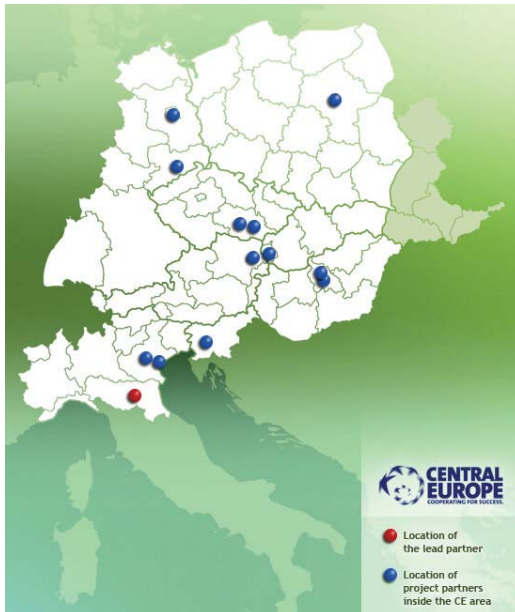 CENTRAL
EUROPE
COOPERATING FOR SUCCESS.
Location of
the lead partner
Location of
project partners
inside the CE area